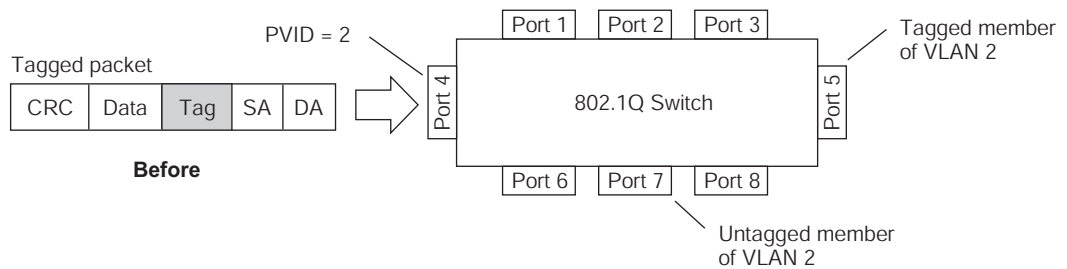 PVID = 2
Port 1
Port 2
Port 3
Tagged member
of VLAN 2
Tagged packet
CRC
Data
Tag
SA
DA
Port 4
802.1Q Switch
Port 5
Before
Port 6
Port 7
Port 8
Untagged member
of VLAN 2